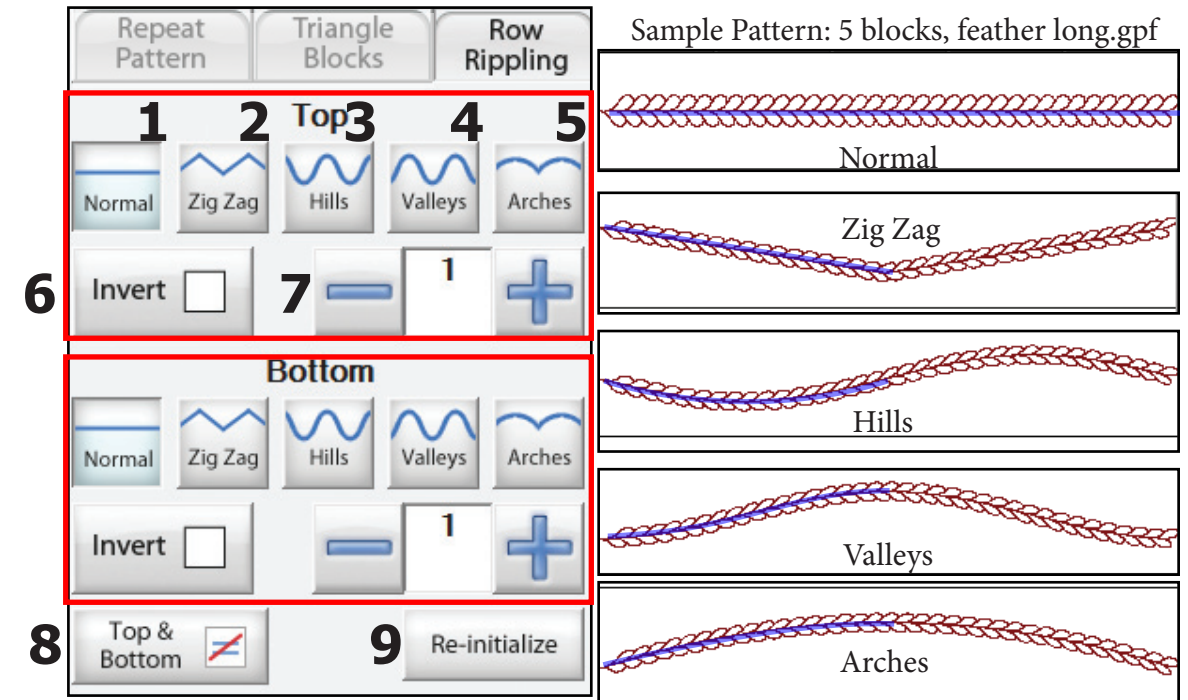 Repeat
Pattern
Triangle
Blocks
Row
Rippling
Top
1 2 3 4 5
Normal Zig Zag Hills Valleys Arches
6 Invert 7 1
Bottom
Normal Zig Zag Hills Valleys Arches
Invert 1
8 Top &
Bottom
9 Re-initialize
Sample Pattern: 5 blocks, feather long.gpf
Normal
Zig Zag
Hills
Valleys
Arches